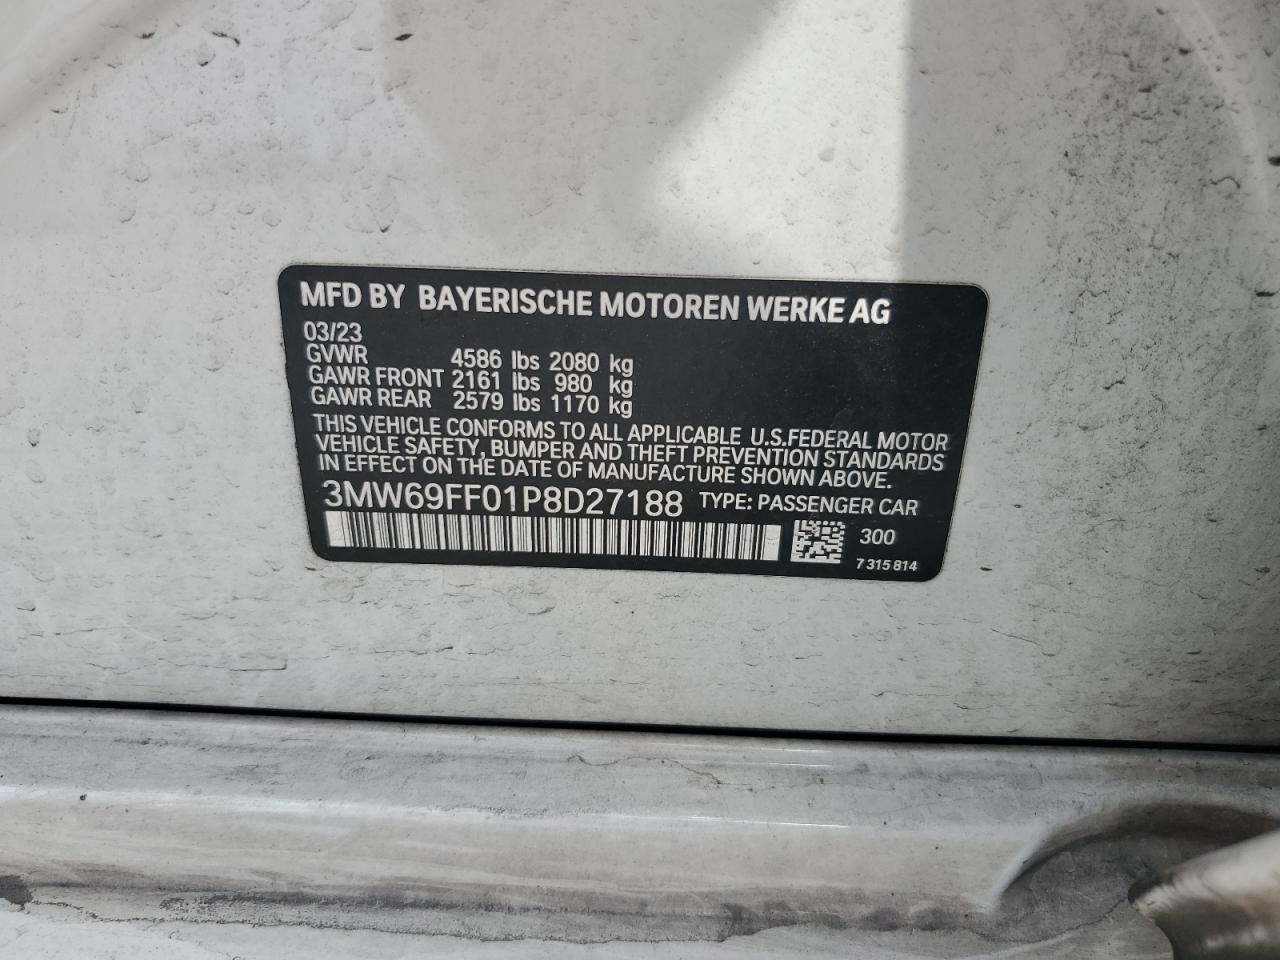 MFD BY BAYERISCHE MOTOREN WERKE AG
03/23
GVWR 4586 lbs 2080 kg
GAWR FRONT 2161 lbs 980 kg
GAWR REAR 2579 lbs 1170 kg
THIS VEHICLE CONFORMS TO ALL APPLICABLE U.S.FEDERAL MOTOR
VEHICLE SAFETY, BUMPER AND THEFT PREVENTION STANDARDS
IN EFFECT ON THE DATE OF MANUFACTURE SHOWN ABOVE.
3MW69FF01P8D27188 TYPE: PASSENGER CAR
300
7 315 814